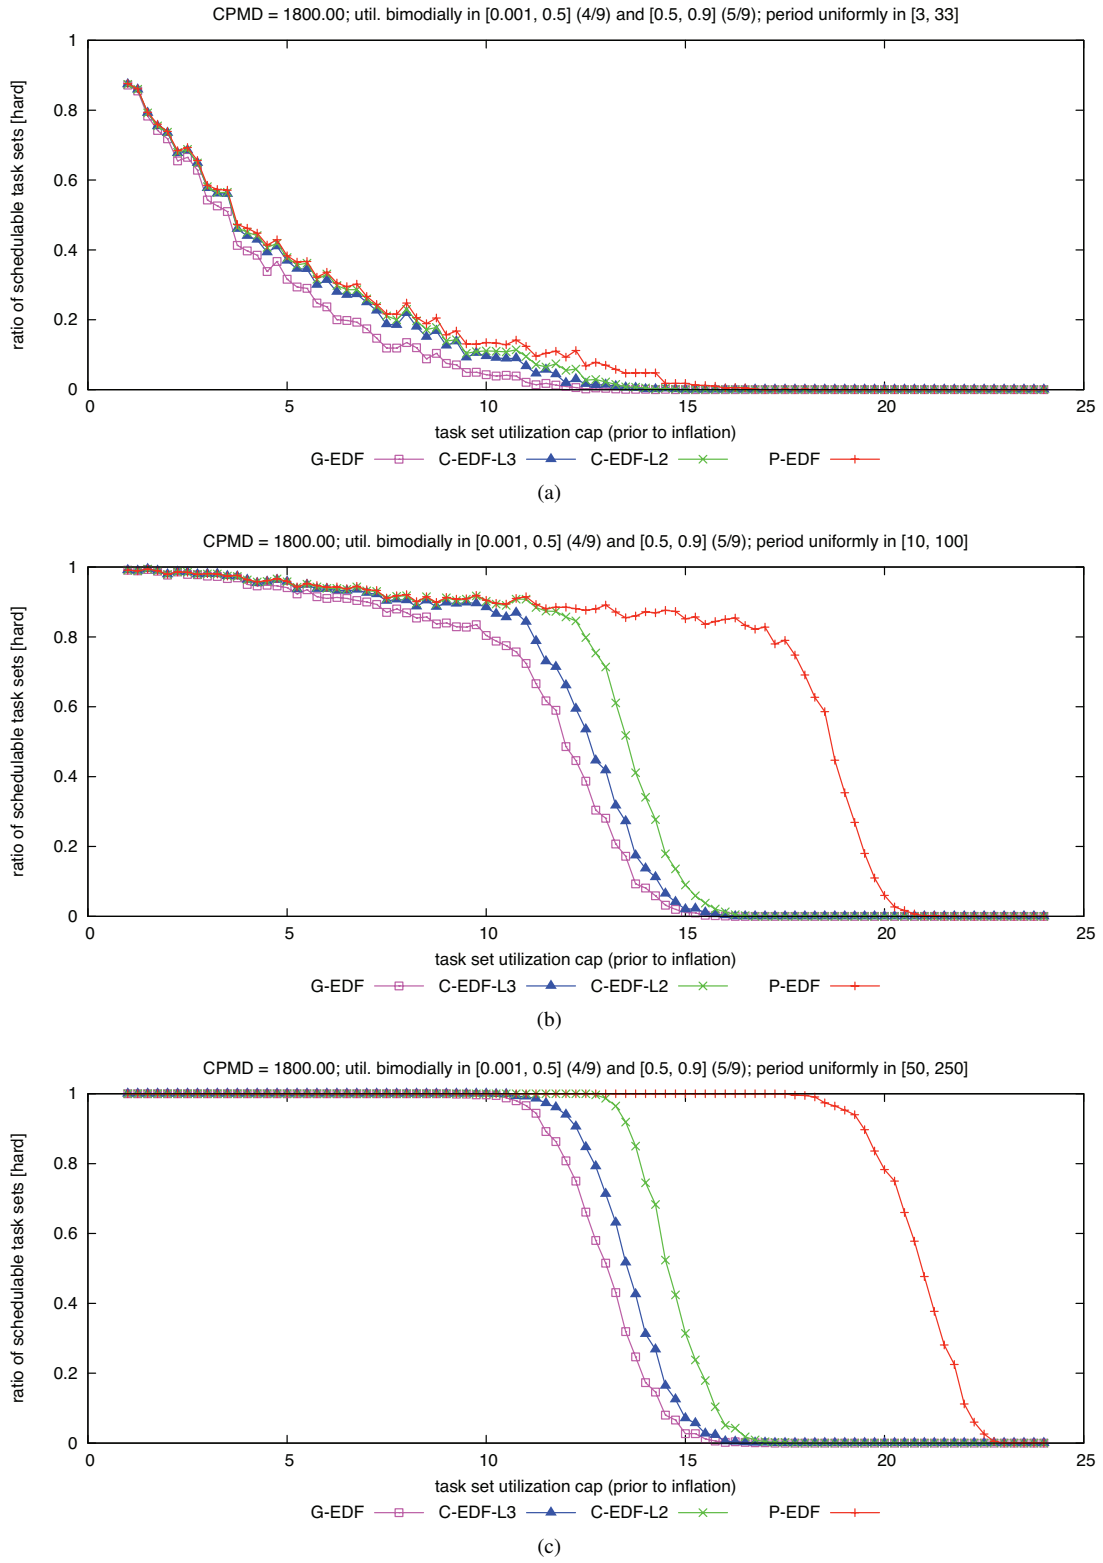 CPMD = 1800.00; util. bimodially in [0.001, 0.5] (4/9) and [0.5, 0.9] (5/9); period uniformly in [3, 33]
1
0.8
0.6
0.4
0.2
0
ratio of schedulable task sets [hard]
0 5 10 15 20 25
task set utilization cap (prior to inflation)
G-EDF C-EDF-L3 C-EDF-L2 P-EDF
(a)
CPMD = 1800.00; util. bimodially in [0.001, 0.5] (4/9) and [0.5, 0.9] (5/9); period uniformly in [10, 100]
1
0.8
0.6
0.4
0.2
0
ratio of schedulable task sets [hard]
0 5 10 15 20 25
task set utilization cap (prior to inflation)
G-EDF C-EDF-L3 C-EDF-L2 P-EDF
(b)
CPMD = 1800.00; util. bimodially in [0.001, 0.5] (4/9) and [0.5, 0.9] (5/9); period uniformly in [50, 250]
1
0.8
0.6
0.4
0.2
0
ratio of schedulable task sets [hard]
0 5 10 15 20 25
task set utilization cap (prior to inflation)
G-EDF C-EDF-L3 C-EDF-L2 P-EDF
(c)